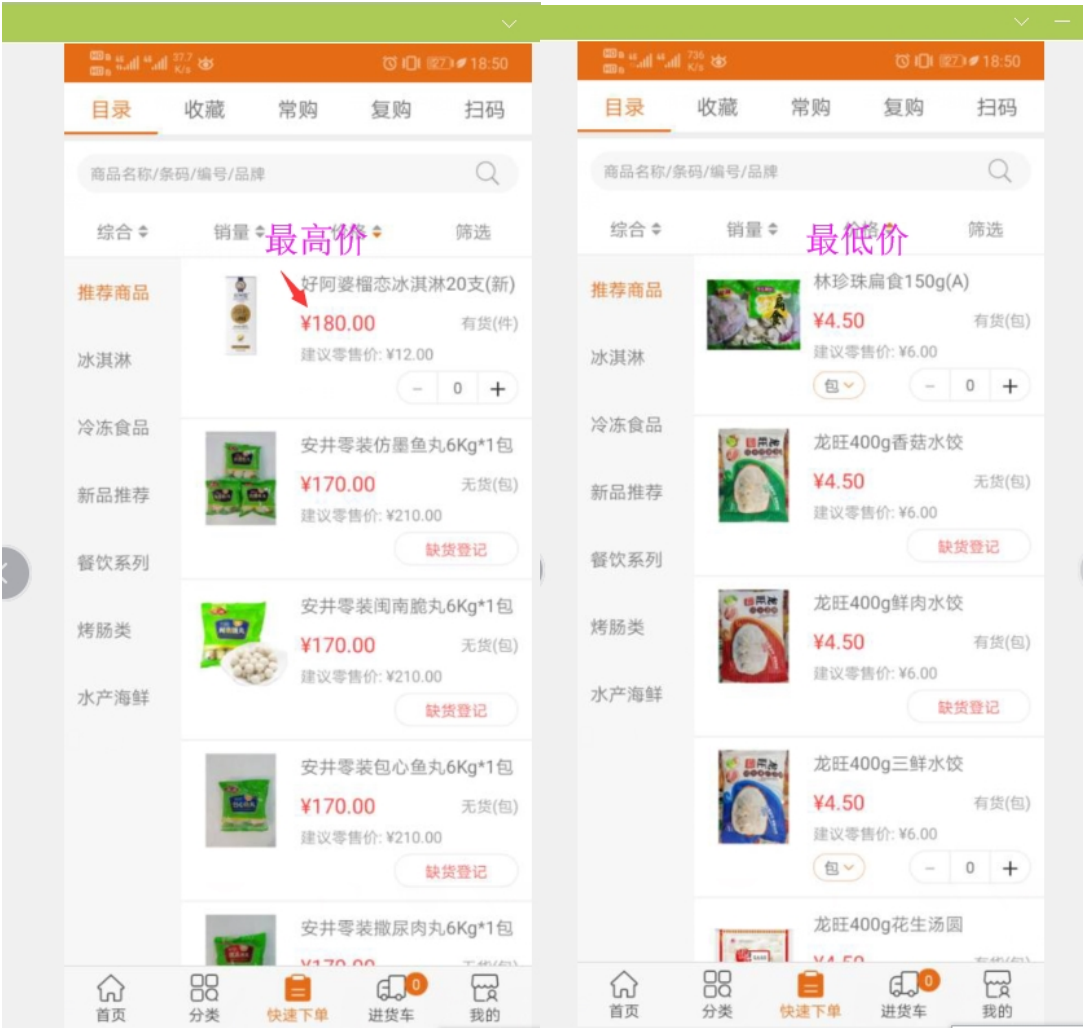 37.7
K/s
27
18:50
目录
收藏
常购
复购
扫码
商品名称/条码/编号/品牌
综合
销量
最高价
筛选
推荐商品
冰淇淋
冷冻食品
新品推荐
餐饮系列
烤肠类
水产海鲜
好阿婆榴恋冰淇淋20支(新)
¥180.00
有货(件)
建议零售价: ¥12.00
0
安井零装仿墨鱼丸6Kg*1包
¥170.00
无货(包)
建议零售价: ¥210.00
缺货登记
安井零装闽南脆丸6Kg*1包
¥170.00
无货(包)
建议零售价: ¥210.00
缺货登记
安井零装包心鱼丸6Kg*1包
¥170.00
无货(包)
建议零售价: ¥210.00
缺货登记
安井零装撒尿肉丸6Kg*1包
¥170.00
首页
分类
快速下单
0
进货车
我的
736
K/s
27
18:50
目录
收藏
常购
复购
扫码
商品名称/条码/编号/品牌
综合
销量
价格
最低价
筛选
推荐商品
冰淇淋
冷冻食品
新品推荐
餐饮系列
烤肠类
水产海鲜
林珍珠扁食150g(A)
¥4.50
有货(包)
建议零售价: ¥6.00
包
0
龙旺400g香菇水饺
¥4.50
无货(包)
建议零售价: ¥6.00
缺货登记
龙旺400g鲜肉水饺
¥4.50
有货(包)
建议零售价: ¥6.00
缺货登记
龙旺400g三鲜水饺
¥4.50
有货(包)
建议零售价: ¥6.00
包
0
龙旺400g花生汤圆
¥4.50
首页
分类
快速下单
0
进货车
我的